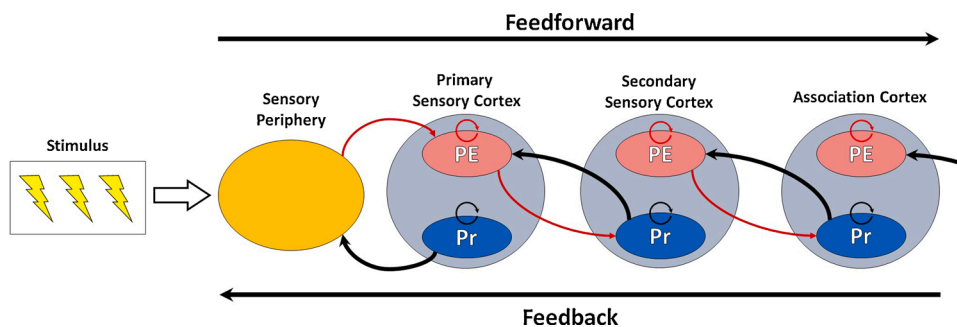 Feedforward
Primary
Sensory Cortex
Secondary
Sensory Cortex
Association Cortex
Sensory
Periphery
Stimulus
PE
PE
PE
Pr
Pr
Pr
Feedback